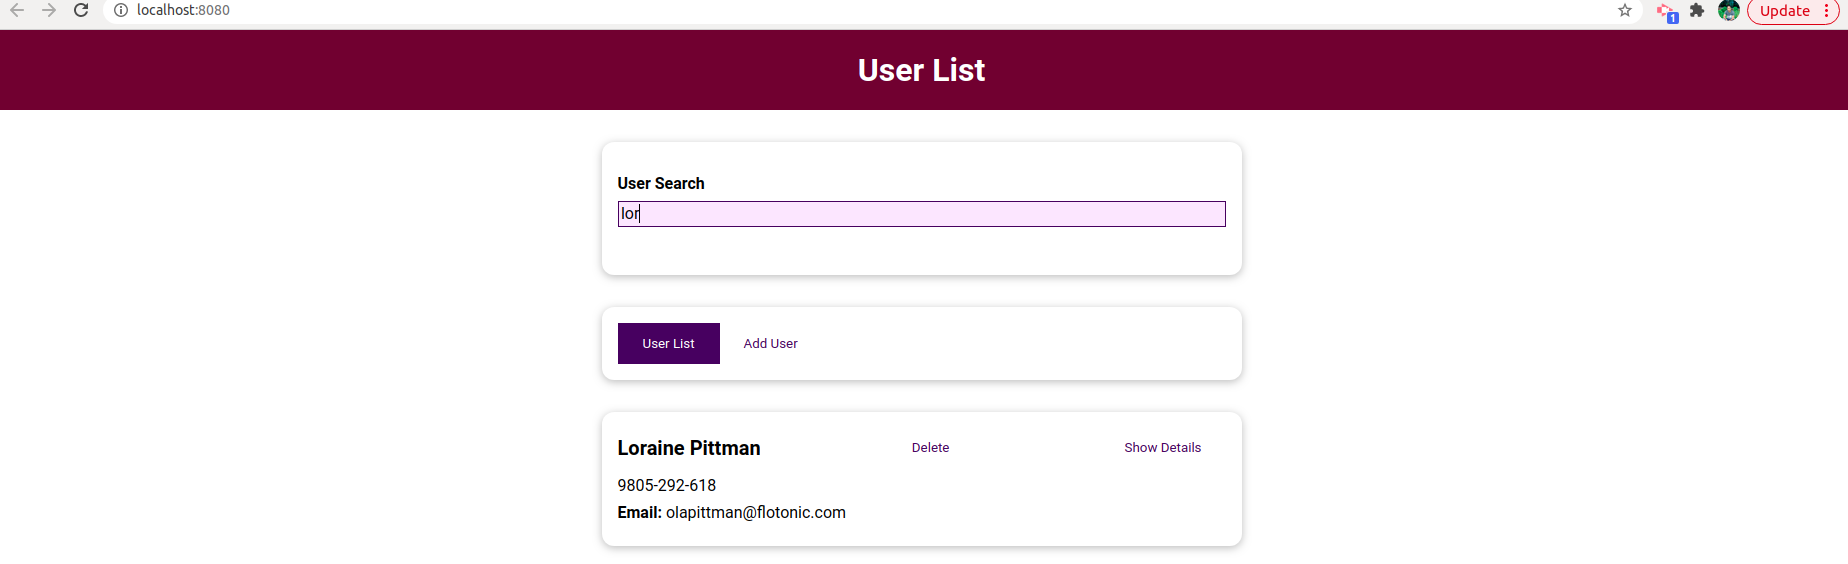 localhost:8080
1
Update
User List
User Search
lor
User List Add User
Loraine Pittman Delete Show Details
9805-292-618
Email: olapittman@flotonic.com